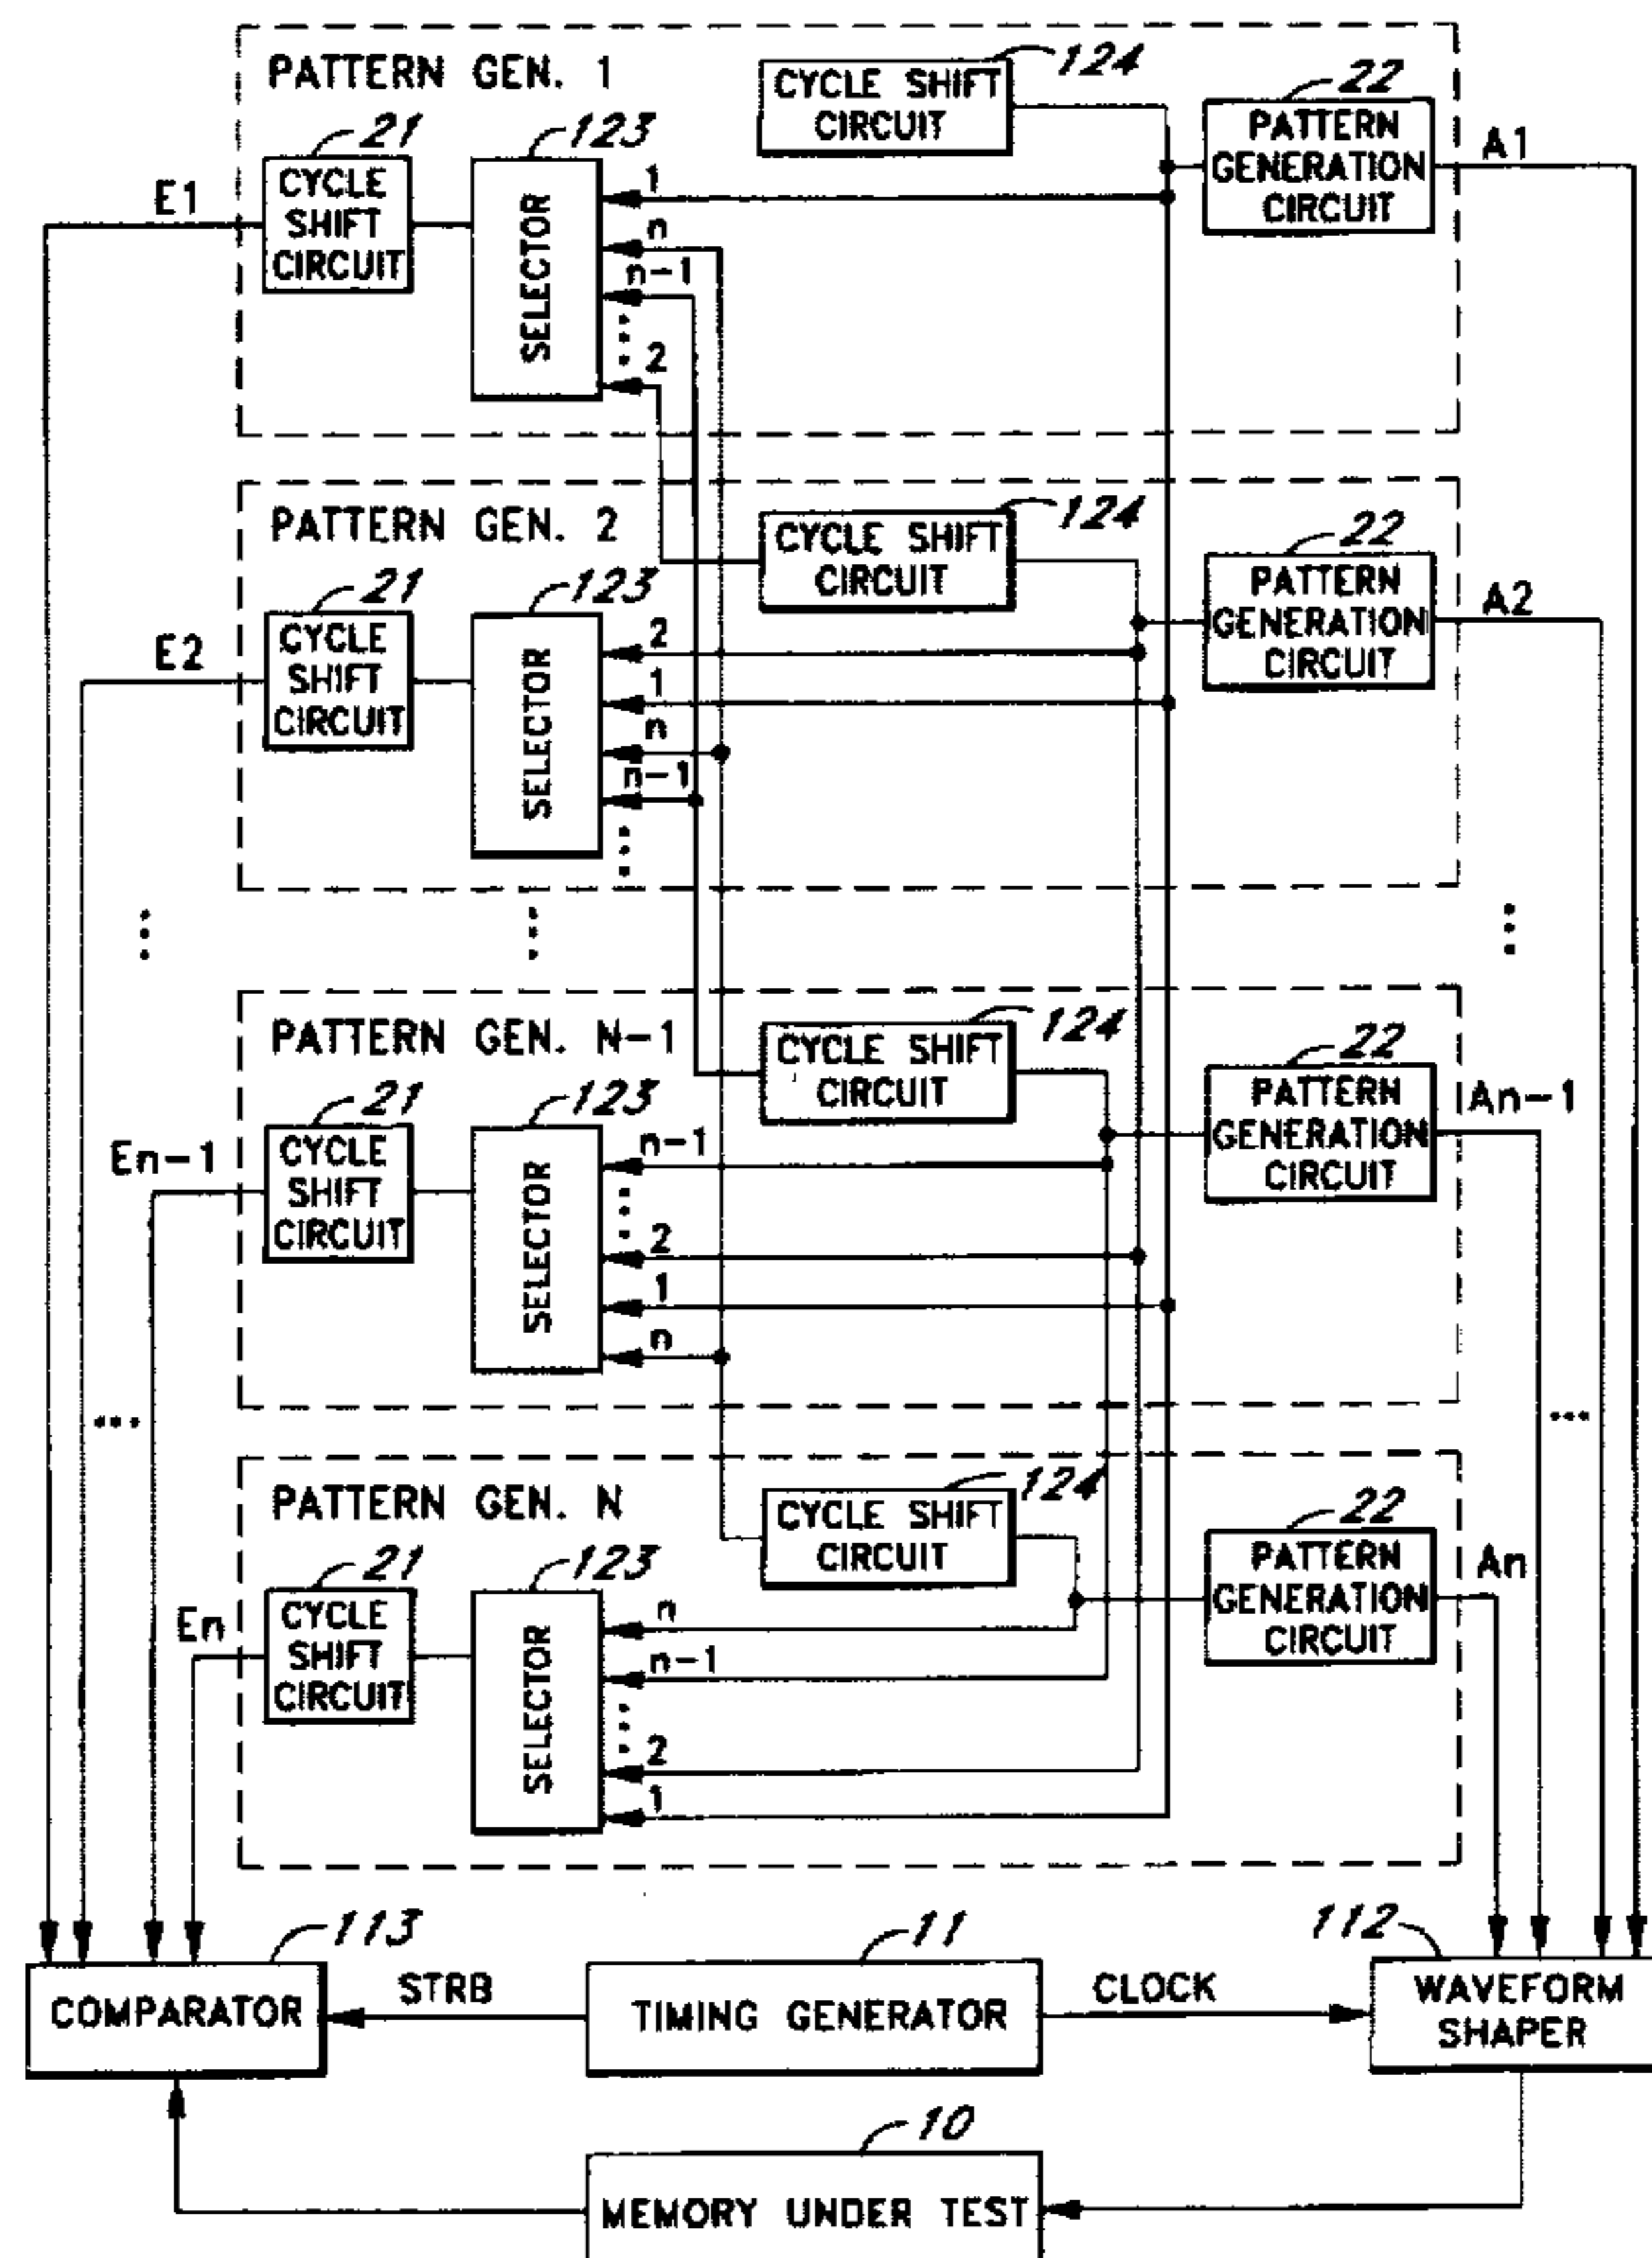 PATTERN GEN. 1
124
CYCLE SHIFT
CIRCUIT
22
PATTERN
GENERATION
CIRCUIT
A1
21
CYCLE
SHIFT
CIRCUIT
E1
123
SELECTOR
1
n
n-1
⋮
2
PATTERN GEN. 2
124
CYCLE SHIFT
CIRCUIT
22
PATTERN
GENERATION
CIRCUIT
A2
21
CYCLE
SHIFT
CIRCUIT
E2
123
SELECTOR
2
1
n
n-1
⋮
⋮
⋮
⋮
PATTERN GEN. N-1
124
CYCLE SHIFT
CIRCUIT
22
PATTERN
GENERATION
CIRCUIT
An-1
21
CYCLE
SHIFT
CIRCUIT
En-1
123
SELECTOR
n-1
⋮
2
1
n
...
...
PATTERN GEN. N
124
CYCLE SHIFT
CIRCUIT
22
PATTERN
GENERATION
CIRCUIT
An
21
CYCLE
SHIFT
CIRCUIT
En
123
SELECTOR
n
n-1
⋮
2
1
113
COMPARATOR
STRB
11
TIMING GENERATOR
CLOCK
112
WAVEFORM
SHAPER
10
MEMORY UNDER TEST